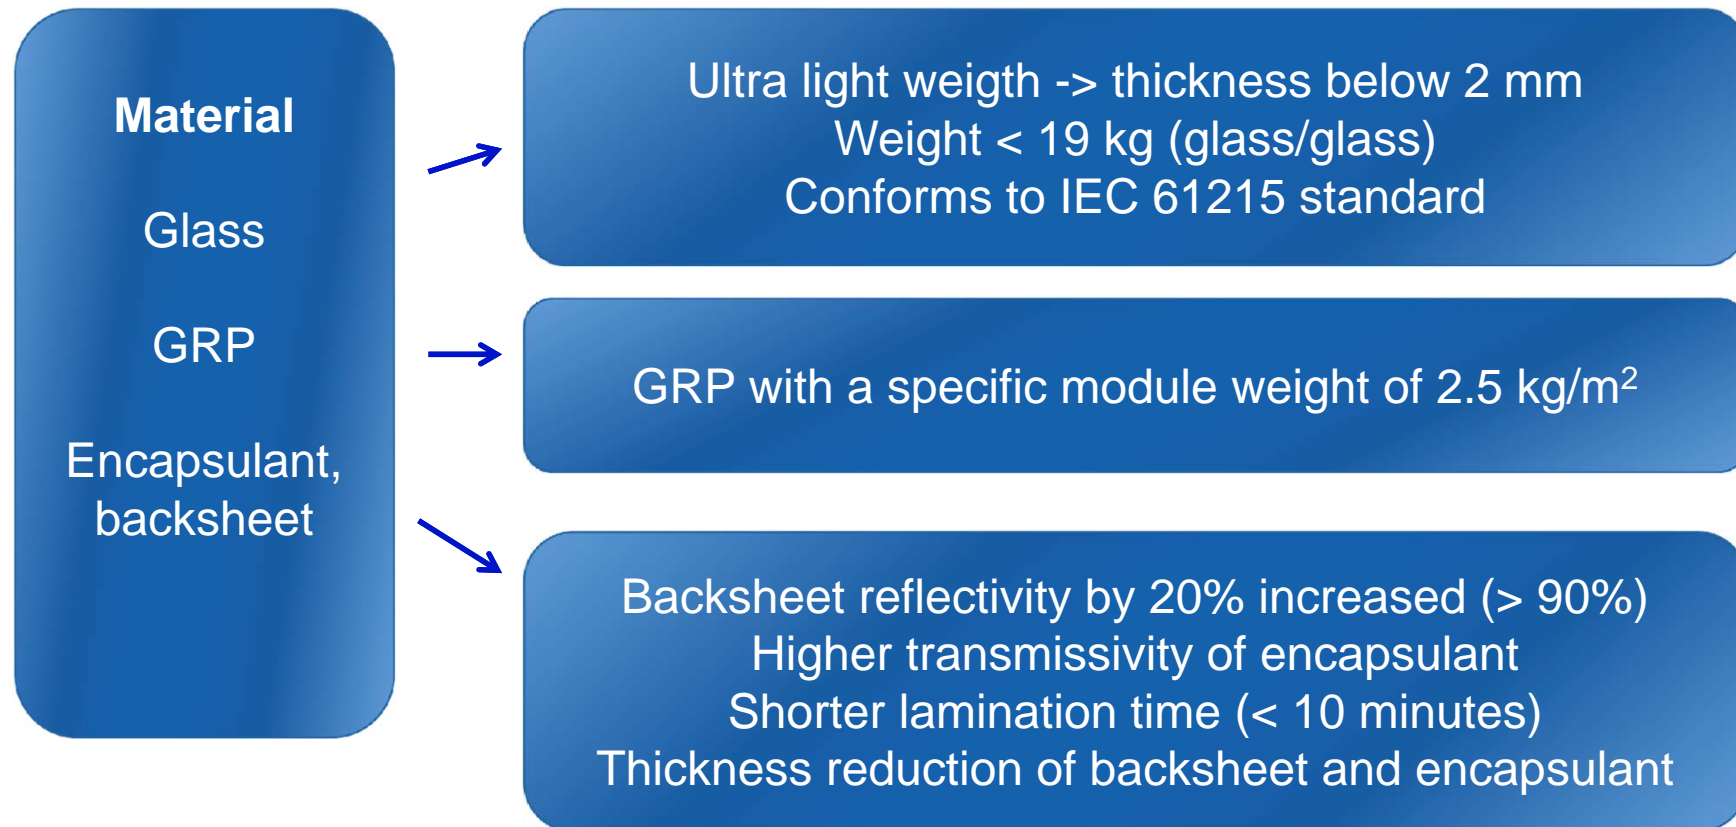 Material
Glass
GRP
Encapsulant,
backsheet
Ultra light weigth -> thickness below 2 mm
Weight < 19 kg (glass/glass)
Conforms to IEC 61215 standard
GRP with a specific module weight of 2.5 kg/m²
Backsheet reflectivity by 20% increased (> 90%)
Higher transmissivity of encapsulant
Shorter lamination time (< 10 minutes)
Thickness reduction of backsheet and encapsulant